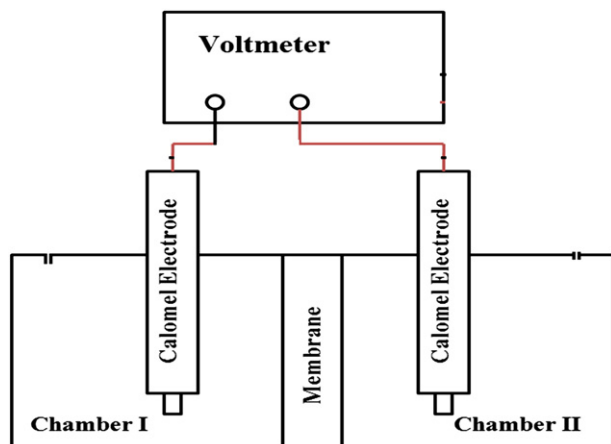 Voltmeter
Calomel Electrode
Calomel Electrode
Membrane
Chamber I
Chamber II